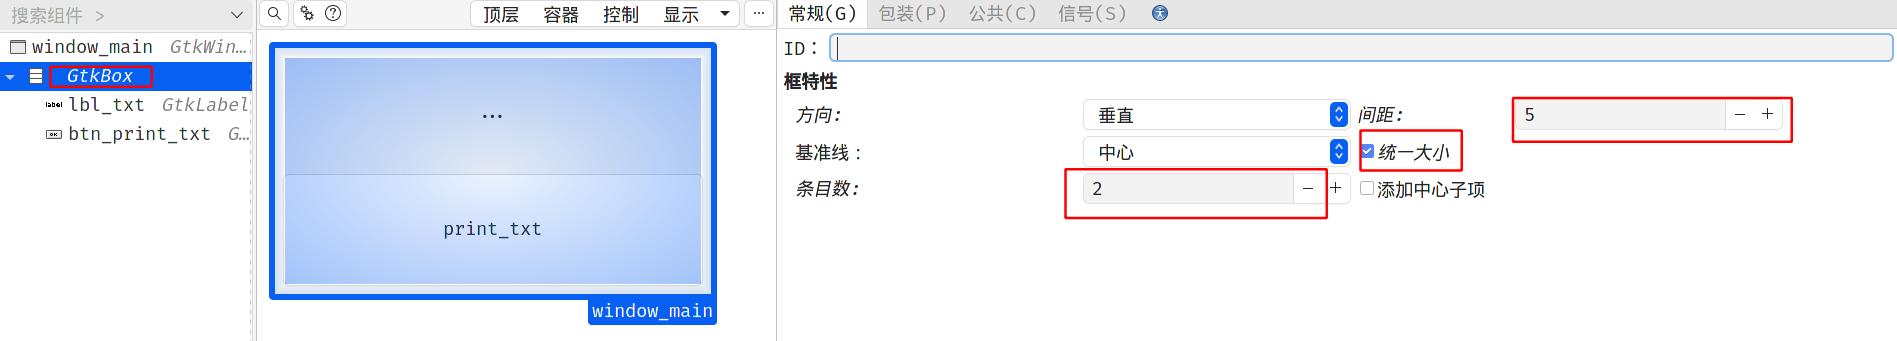 搜索组件 >
window_main GtkWin...
GtkBox
lbl_txt GtkLabel
btn_print_txt G...
顶层 容器 控制 显示 ...
...
print_txt
window_main
常规(G) 包装(P) 公共(C) 信号(S)
ID:
框特性
方向: 垂直 间距: 5 − +
基准线: 中心 统一大小
条目数: 2 − + 添加中心子项